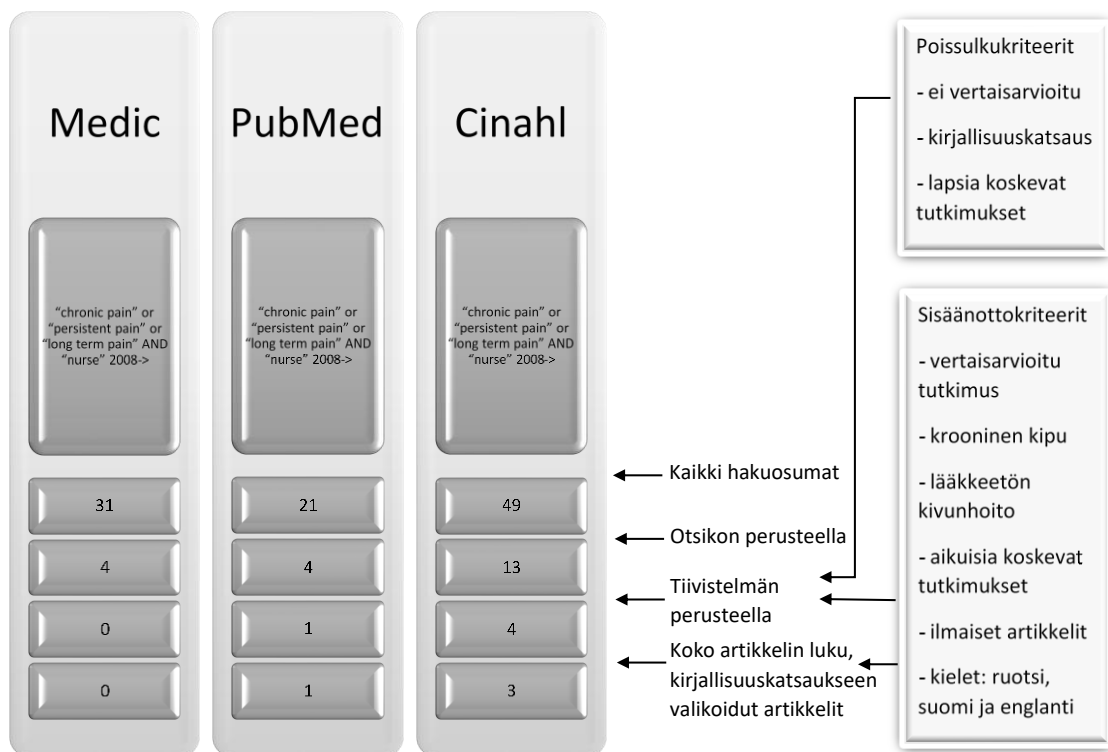 Medic
“chronic pain” or
“persistent pain” or
“long term pain” AND
“nurse” 2008->
31
4
0
0
PubMed
“chronic pain” or
“persistent pain” or
“long term pain” AND
“nurse” 2008->
21
4
1
1
Cinahl
“chronic pain” or
“persistent pain” or
“long term pain” AND
“nurse” 2008->
49
13
4
3
Kaikki hakuosumat
Otsikon perusteella
Tiivistelmän
perusteella
Koko artikkelin luku,
kirjallisuuskatsaukseen
valikoidut artikkelit
Poissulkukriteerit
- ei vertaisarvioitu
- kirjallisuuskatsaus
- lapsia koskevat
tutkimukset
Sisäänottokriteerit
- vertaisarvioitu
tutkimus
- krooninen kipu
- lääkkeetön
kivunhoito
- aikuisia koskevat
tutkimukset
- ilmaiset artikkelit
- kielet: ruotsi,
suomi ja englanti